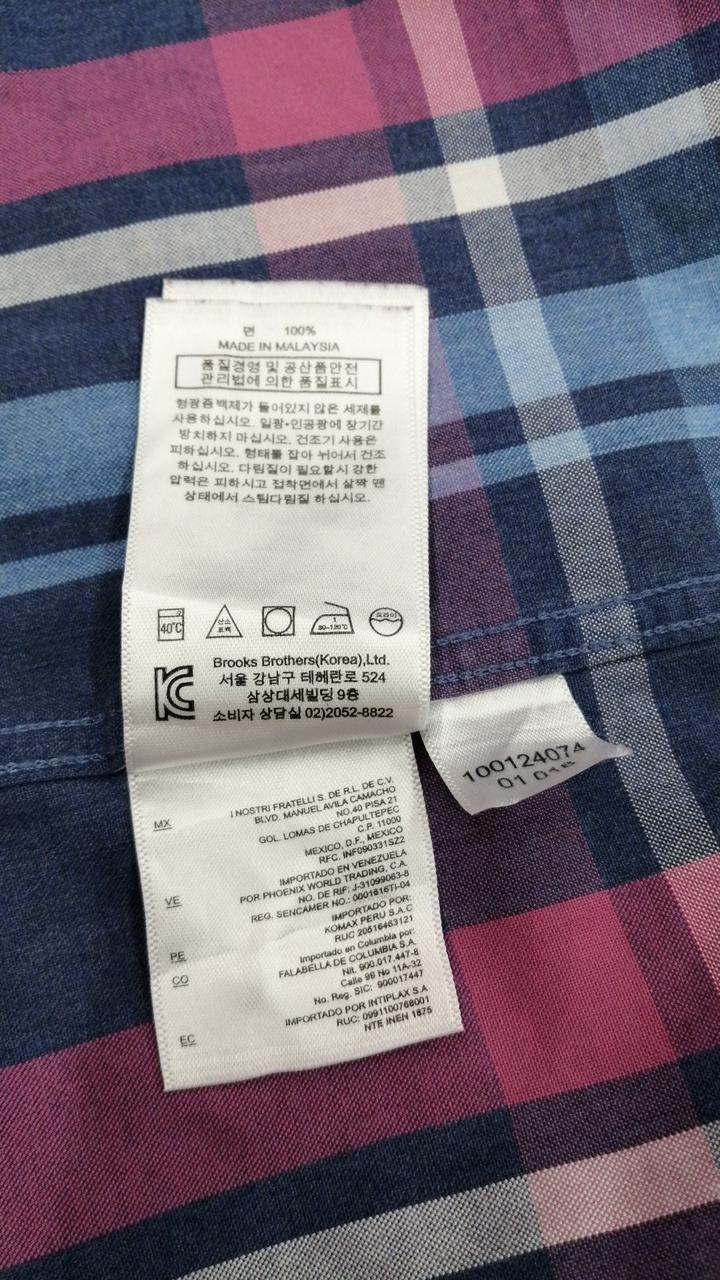 면 100%
MADE IN MALAYSIA
품질경영 및 공산품안전
관리법에 의한 품질표시
형광증백제가 들어있지 않은 세제를
사용하십시오. 일광•인공광에 장기간
방치하지 마십시오. 건조기 사용은
피하십시오. 형태를 잡아 뉘어서 건조
하십시오. 다림질이 필요할시 강한
압력은 피하시고 접착면에서 살짝 뗀
상태에서 스팀다림질 하십시오.
40℃
산소
표백
1
80~120℃
드라이
Brooks Brothers(Korea),Ltd.
서울 강남구 테헤란로 524
삼상대세빌딩 9층
소비자 상담실 02)2052-8822
100124074
01
MX
I NOSTRI FRATELLI S. DE R.L. DE C.V.
BLVD. MANUEL AVILA CAMACHO
NO.40 PISA 21
GOL. LOMAS DE CHAPULTEPEC
C.P. 11000
MEXICO, D.F., MEXICO
RFC. INF090331SZ2
VE
IMPORTADO EN VENEZUELA
POR PHOENIX WORLD TRADING, C.A.
NO. DE RIF: J-31099063-8
REG. SENCAMER NO.: 0001616TI-04
PE
IMPORTADO POR:
KOMAX PERU S.A.C
RUC 20516463121
CO
Importado en Columbia por:
FALABELLA DE COLUMBIA S.A.
Nit. 900.017.447-8
Calle 99 No 11A-32
No. Reg. SIC: 900017447
EC
IMPORTADO POR INTIPLAX S.A
RUC: 0991100768001
NTE INEN 1875